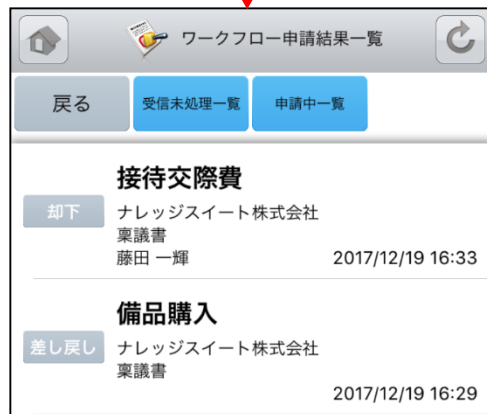 ワークフロー申請結果一覧
戻る
受信未処理一覧
申請中一覧
接待交際費
却下
ナレッジスイート株式会社
稟議書
藤田 一輝
2017/12/19 16:33
備品購入
差し戻し
ナレッジスイート株式会社
稟議書
2017/12/19 16:29